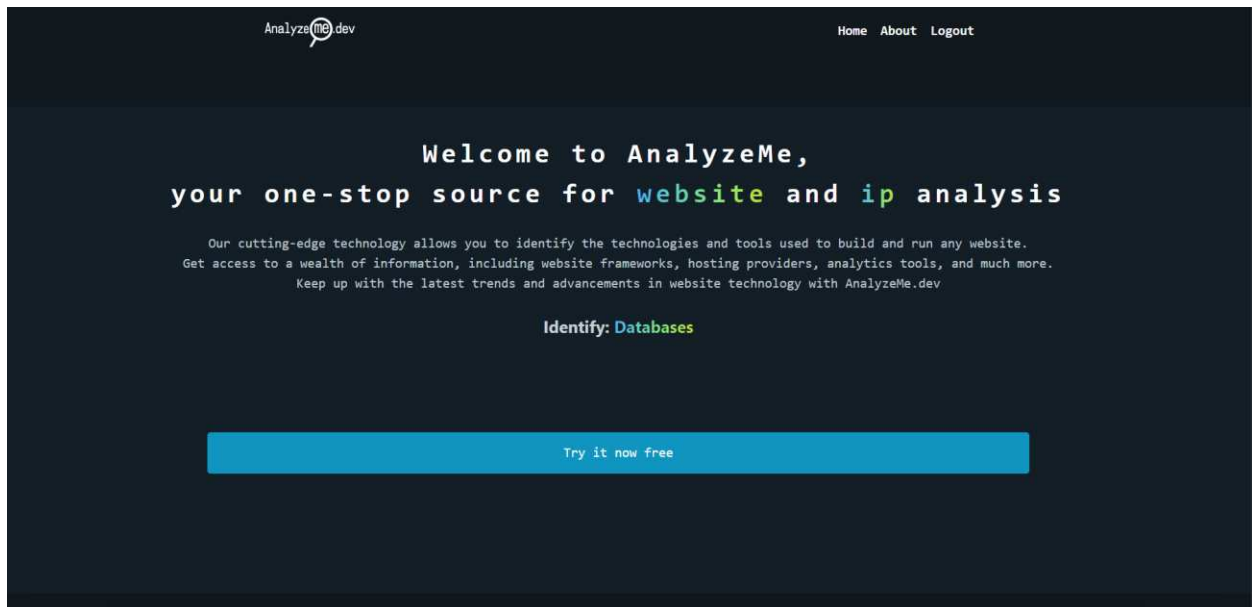 Analyzeme.dev
Home About Logout
Welcome to AnalyzeMe,
your one-stop source for website and ip analysis
Our cutting-edge technology allows you to identify the technologies and tools used to build and run any website.
Get access to a wealth of information, including website frameworks, hosting providers, analytics tools, and much more.
Keep up with the latest trends and advancements in website technology with AnalyzeMe.dev
Identify: Databases
Try it now free